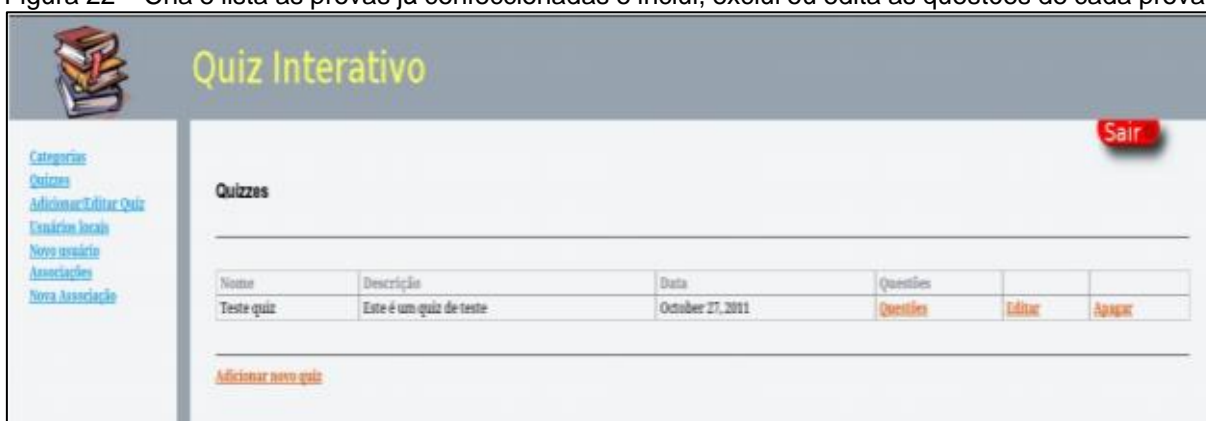 Figura 22 – Cria e lista as provas já confeccionadas e inclui, exclui ou edita as questões de cada prova
Quiz Interativo
Sair
Categorias
Quizzes
Adicionar/Editar Quiz
Usuários locais
Novo usuário
Associações
Nova Associação
Quizzes
Nome Descrição Data Questões
Teste quiz Este é um quiz de teste October 27, 2011 Questões Editar Apagar
Adicionar novo quiz